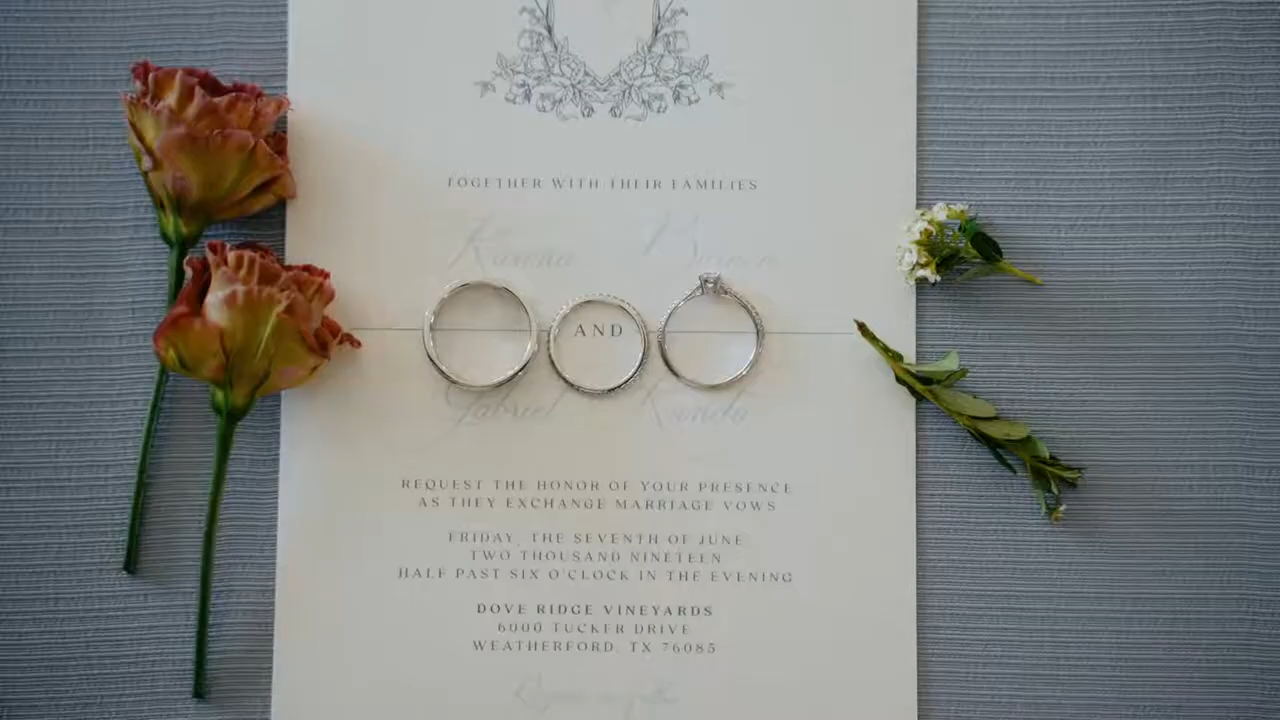 TOGETHER WITH THEIR FAMILIES
AND
Gabriel
REQUEST THE HONOR OF YOUR PRESENCE
AS THEY EXCHANGE MARRIAGE VOWS
FRIDAY, THE SEVENTH OF JUNE
TWO THOUSAND NINETEEN
HALF PAST SIX O'CLOCK IN THE EVENING
DOVE RIDGE VINEYARDS
6000 TUCKER DRIVE
WEATHERFORD, TX 76085